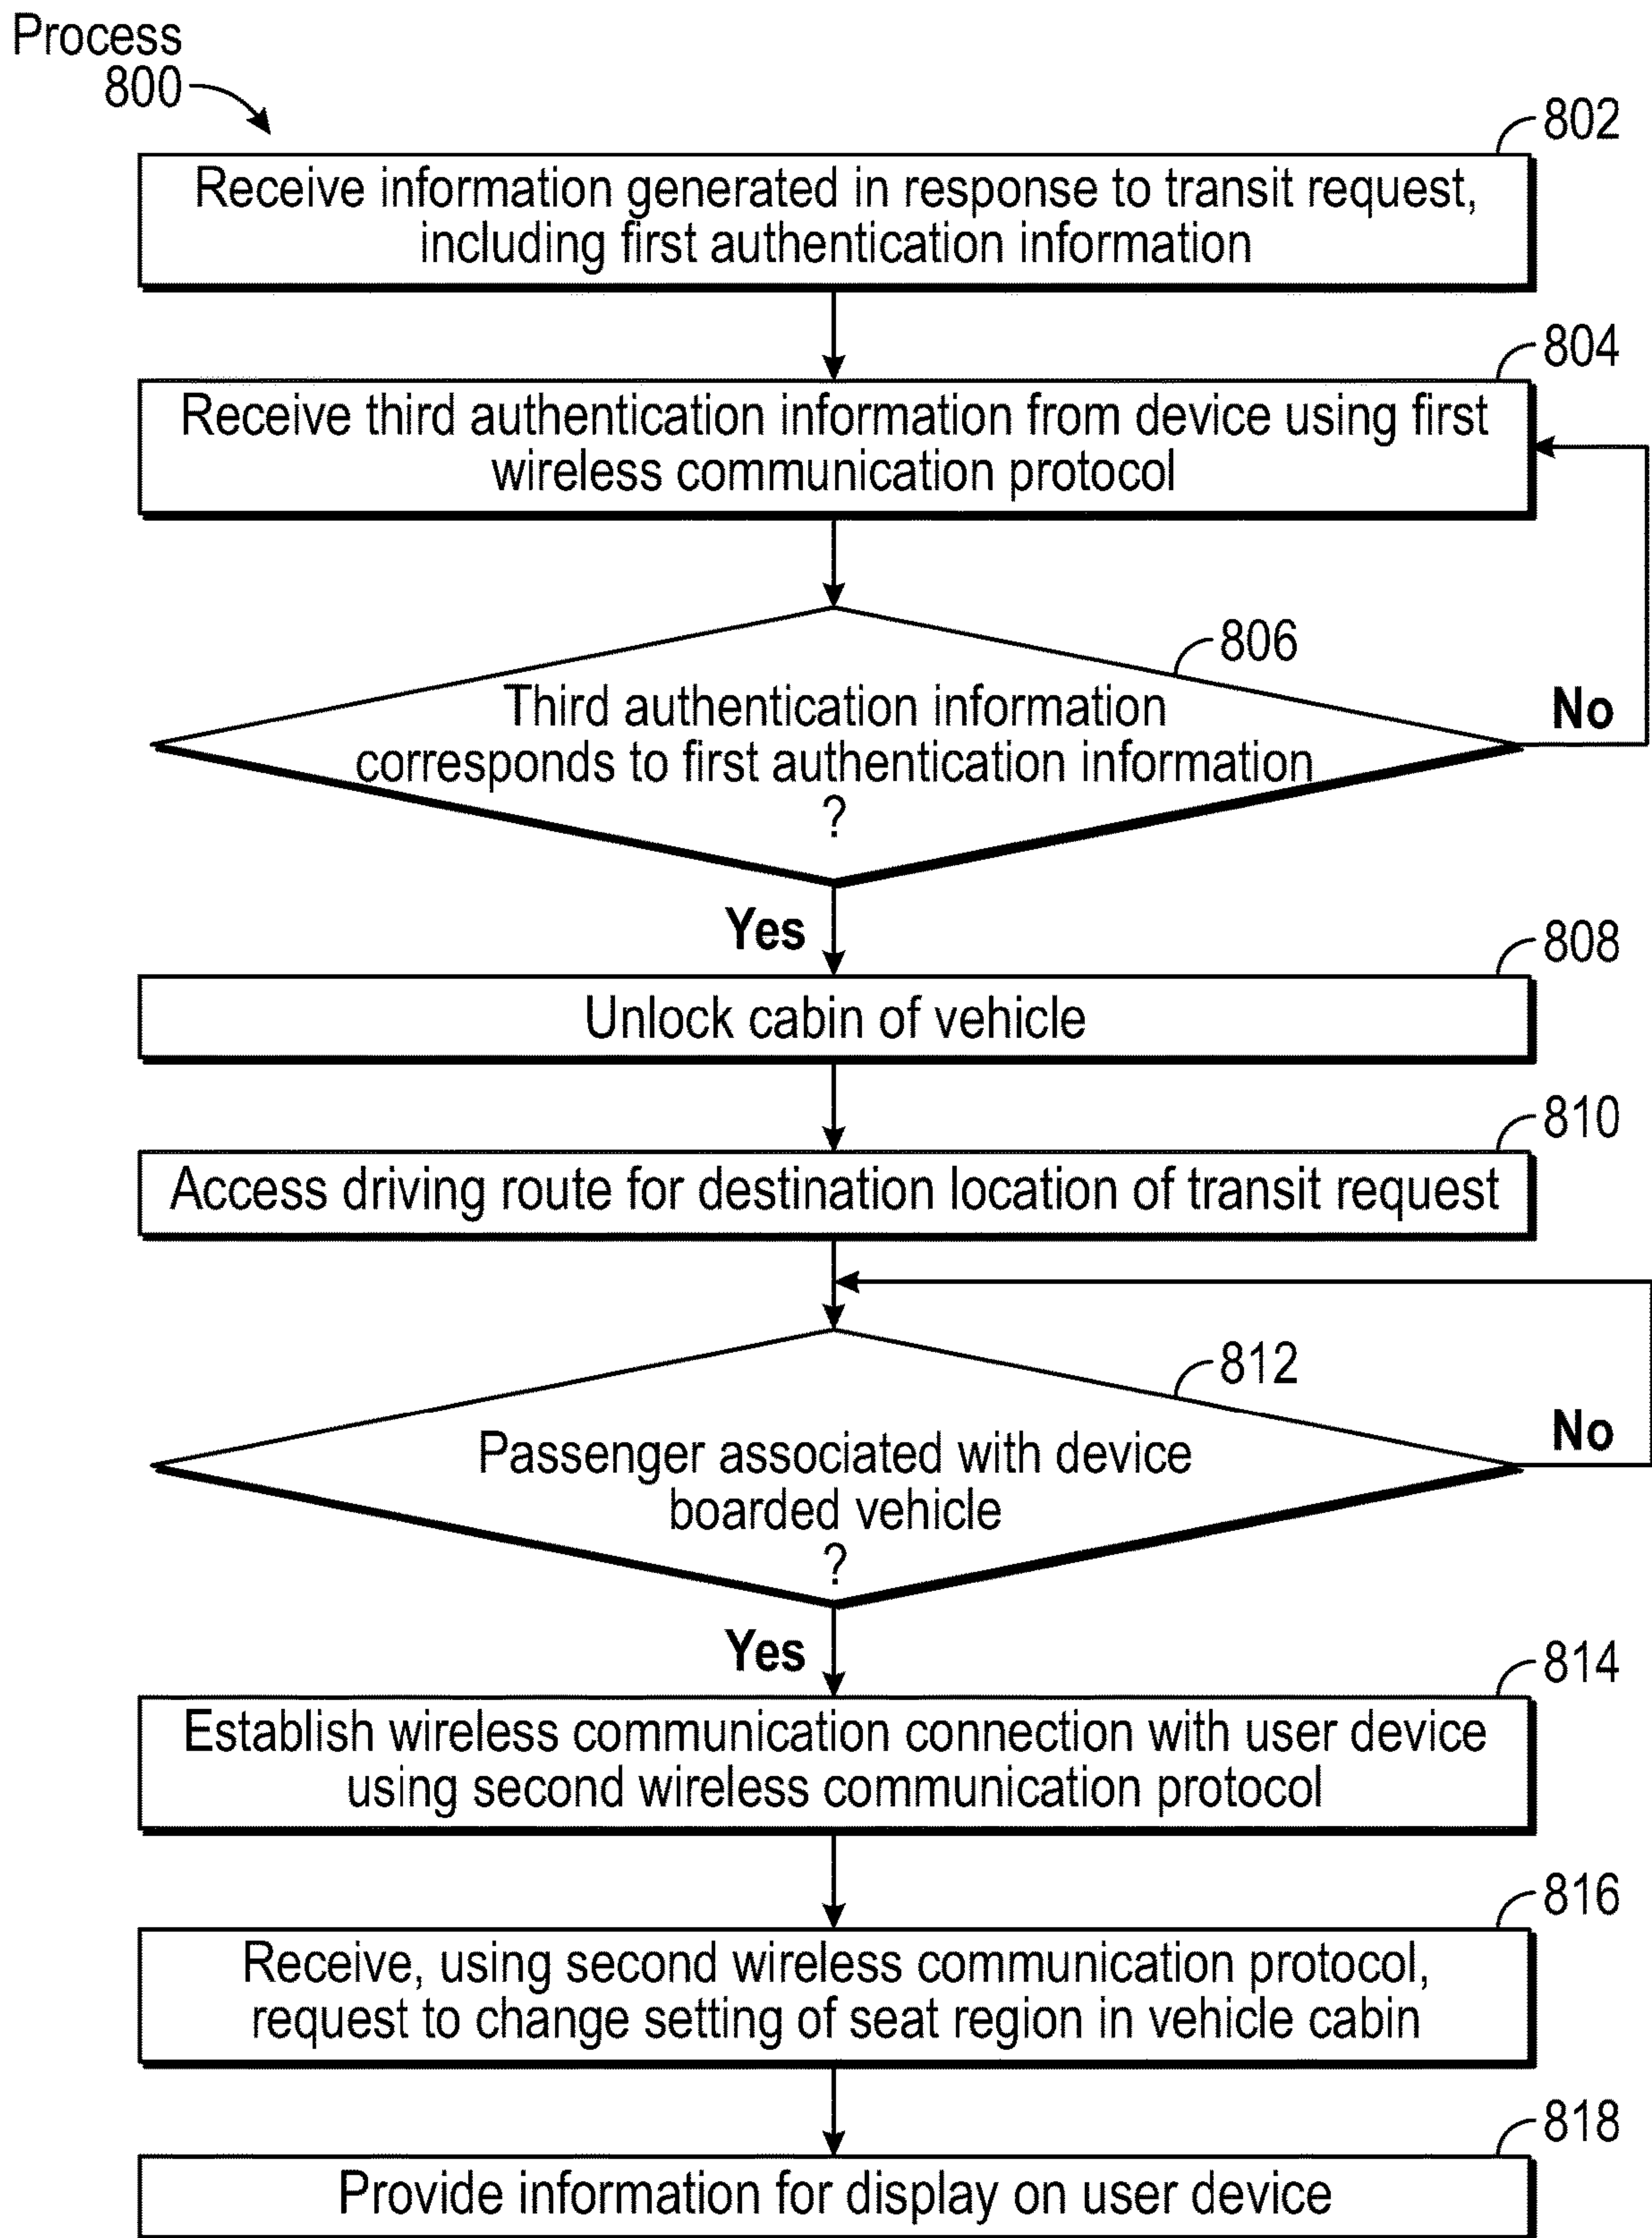 Process
800
802
Receive information generated in response to transit request,
including first authentication information
804
Receive third authentication information from device using first
wireless communication protocol
806
Third authentication information
corresponds to first authentication information
?
No
Yes
808
Unlock cabin of vehicle
810
Access driving route for destination location of transit request
812
Passenger associated with device
boarded vehicle
?
No
Yes
814
Establish wireless communication connection with user device
using second wireless communication protocol
816
Receive, using second wireless communication protocol,
request to change setting of seat region in vehicle cabin
818
Provide information for display on user device